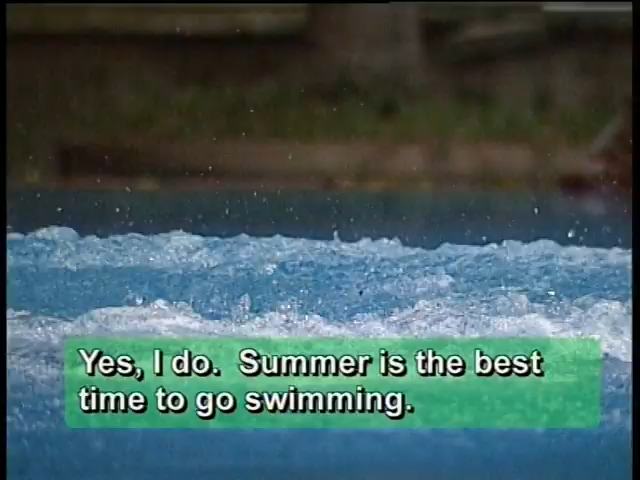 Yes, I do.  Summer is the best
time to go swimming.